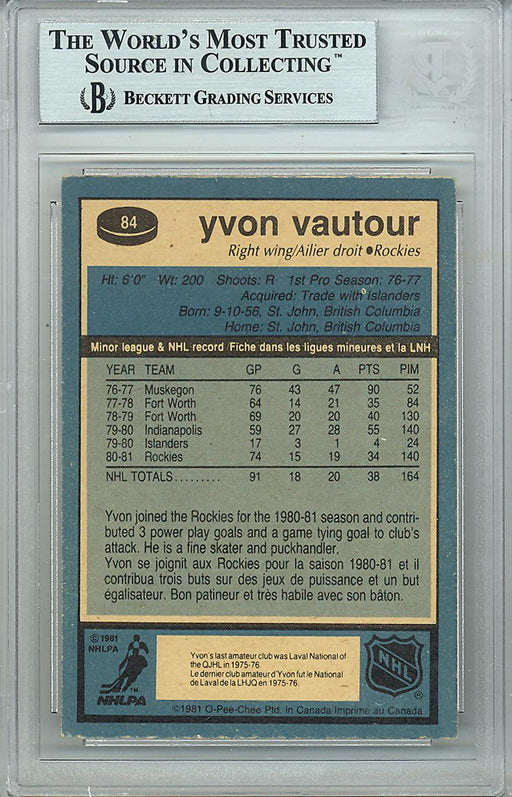 THE WORLD'S MOST TRUSTED
SOURCE IN COLLECTING™
B BECKETT GRADING SERVICES
84
yvon vautour
Right wing/Ailier droit ● Rockies
Ht: 6'0" Wt: 200 Shoots: R 1st Pro Season: 76-77
Acquired: Trade with Islanders
Born: 9-10-56, St. John, British Columbia
Home: St. John, British Columbia
Minor league & NHL record/Fiche dans les ligues mineures et la LNH
YEAR TEAM GP G A PTS PIM
76-77 Muskegon 76 43 47 90 52
77-78 Fort Worth 64 14 21 35 84
78-79 Fort Worth 69 20 20 40 130
79-80 Indianapolis 59 27 28 55 140
79-80 Islanders 17 3 1 4 24
80-81 Rockies 74 15 19 34 140
NHL TOTALS......... 91 18 20 38 164
Yvon joined the Rockies for the 1980-81 season and contri-
buted 3 power play goals and a game tying goal to club's
attack. He is a fine skater and puckhandler.
Yvon se joignit aux Rockies pour la saison 1980-81 et il
contribua trois buts sur des jeux de puissance et un but
égalisateur. Bon patineur et très habile avec son bâton.
© 1981
NHLPA
NHLPA
™
Yvon's last amateur club was Laval National of
the QJHL in 1975-76.
Le dernier club amateur d'Yvon fut le National
de Laval de la LHJQ en 1975-76.
NHL
®
©1981 O-Pee-Chee Ptd. in Canada Imprimé au Canada